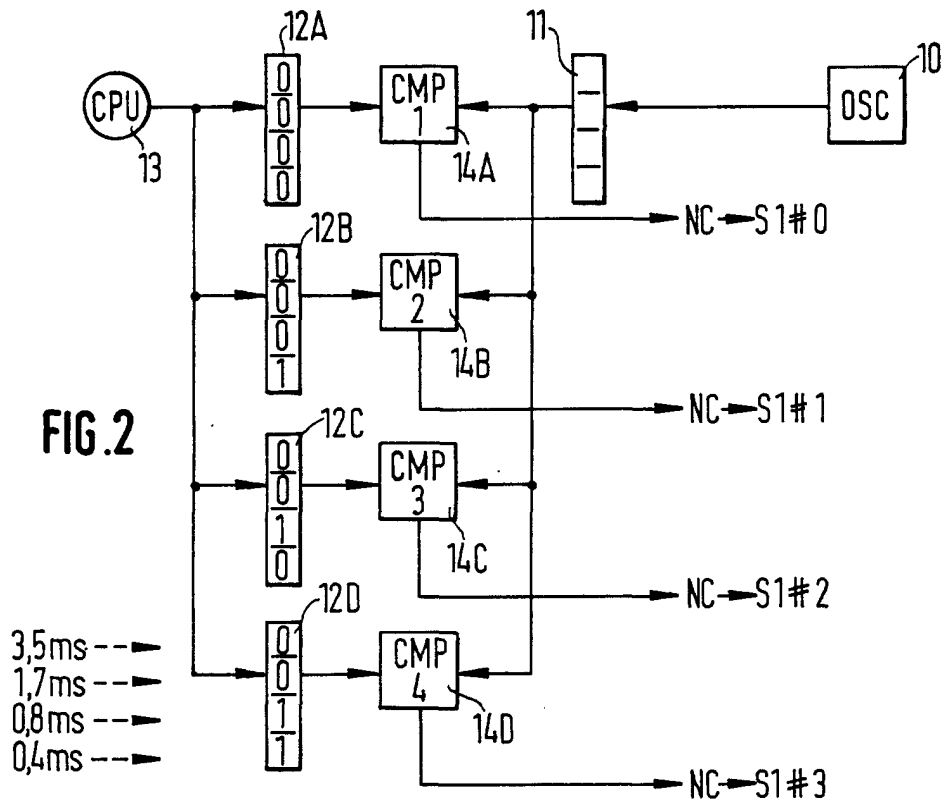 12A 11 10
CPU 0 0 0 0 CMP 1 OSC
13 14A
NC S1#0
12B
0 0 0 1 CMP 2
14B
NC S1#1
FIG.2
12C
0 0 1 0 CMP 3
14C
NC S1#2
12D
0 0 1 1 CMP 4
14D
3,5ms
1,7ms
0,8ms
0,4ms
NC S1#3